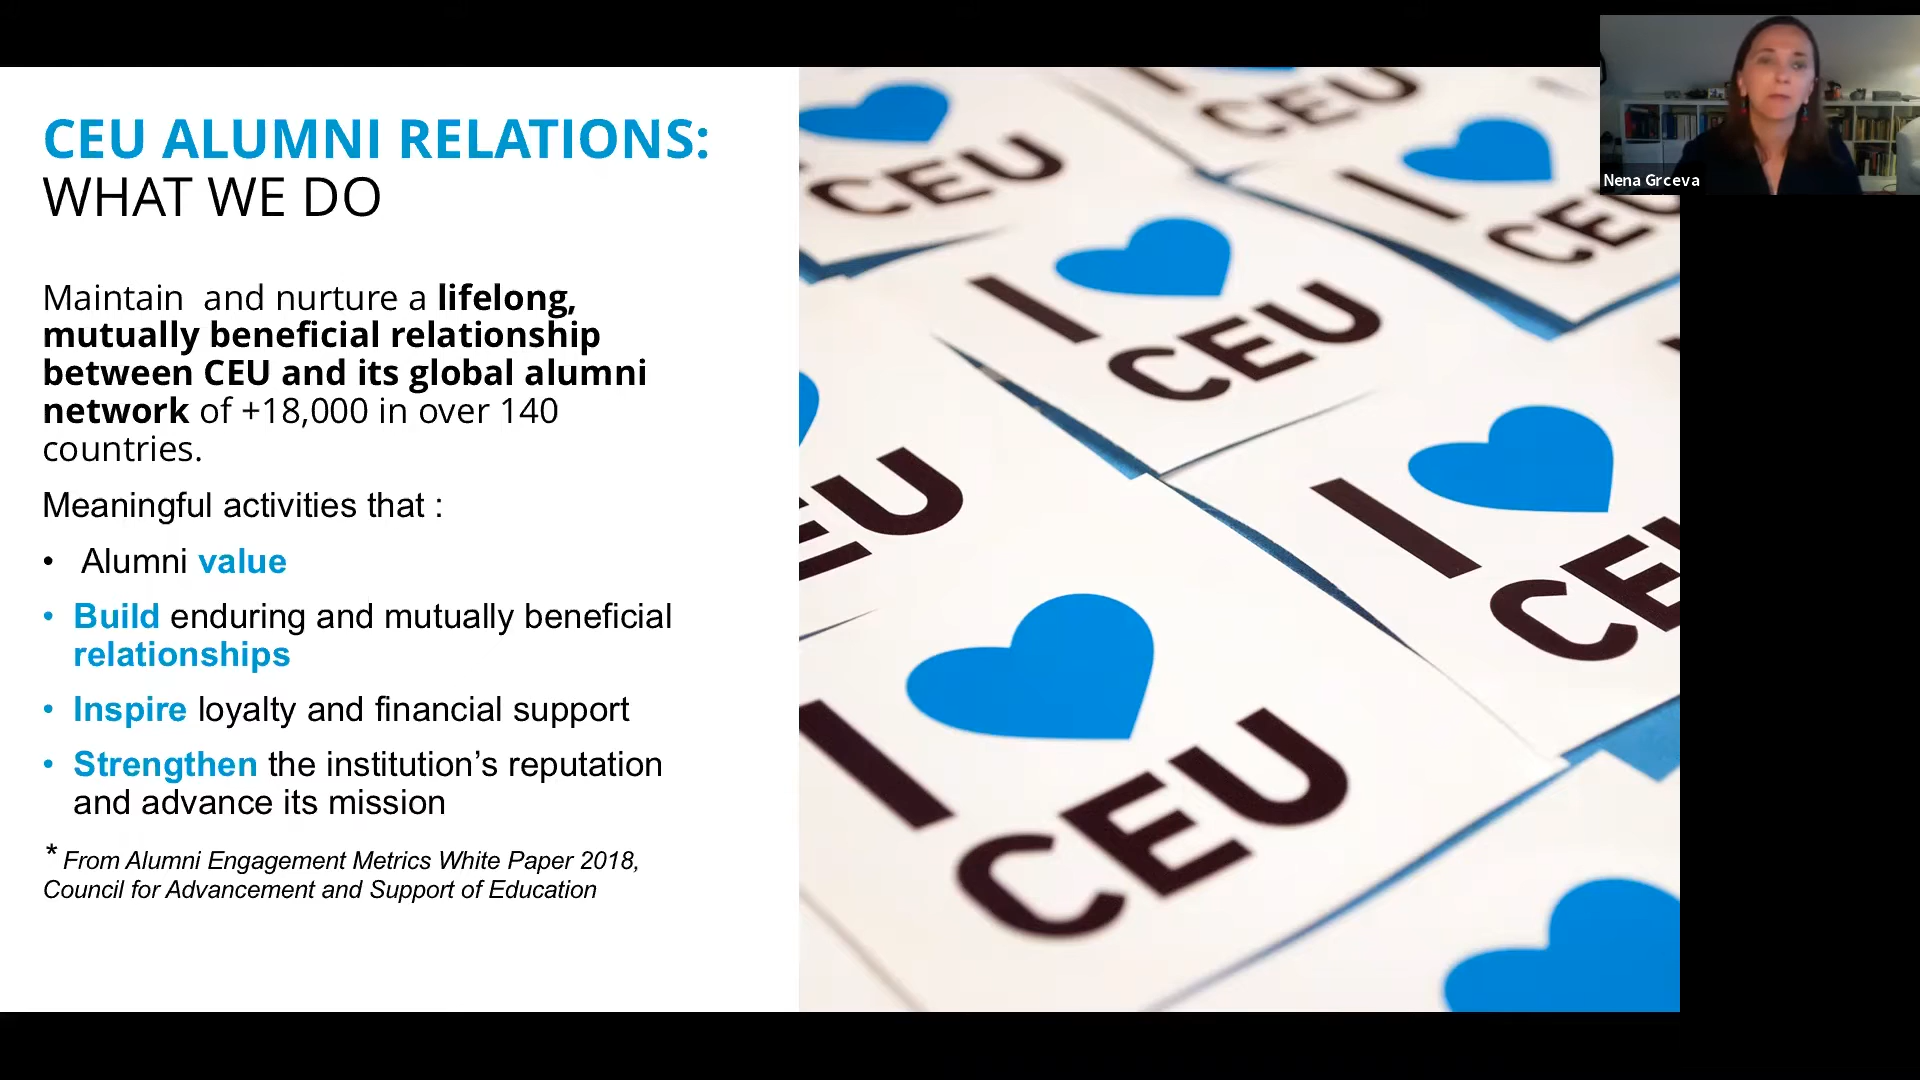 CEU ALUMNI RELATIONS:
WHAT WE DO
Maintain and nurture a lifelong,
mutually beneficial relationship
between CEU and its global alumni
network of +18,000 in over 140
countries.
Meaningful activities that :
• Alumni value
• Build enduring and mutually beneficial
relationships
• Inspire loyalty and financial support
• Strengthen the institution’s reputation
and advance its mission
* From Alumni Engagement Metrics White Paper 2018,
Council for Advancement and Support of Education
CEU
I
CEU
I
CEU
I
CEU
CEU
I
CEU
I
CEU
Nena Grceva